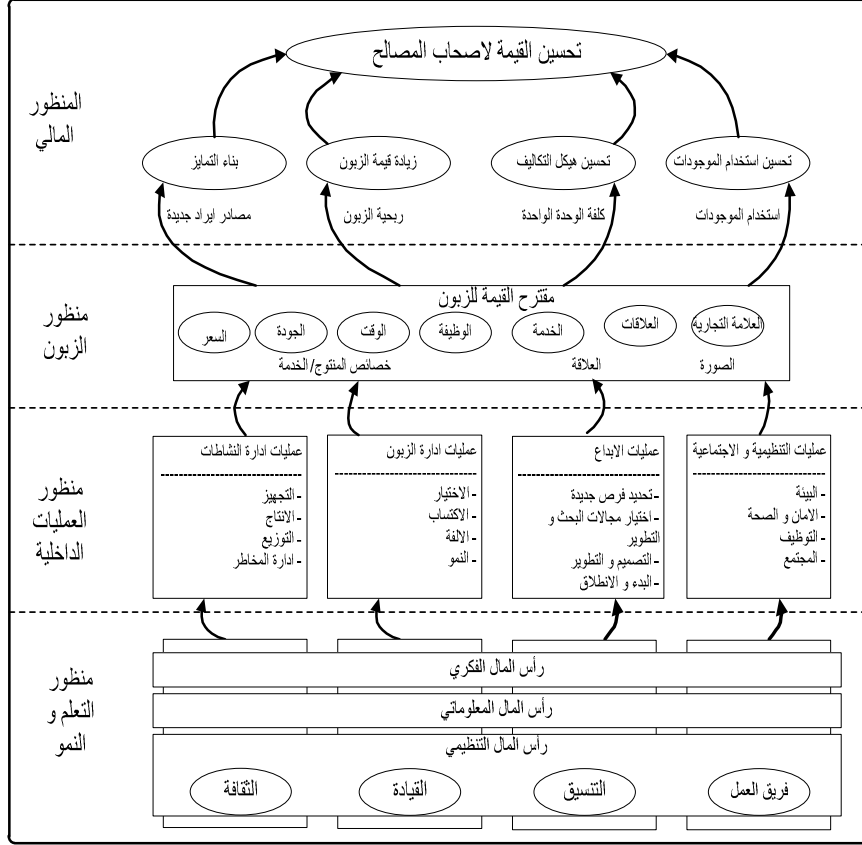 تحسين القيمة لاصحاب المصالح
المنظور
المالي
تحسين استخدام الموجودات
تحسين هيكل التكاليف
زيادة قيمة الزبون
بناء التمايز
استخدام الموجودات
كلفة الوحدة الواحدة
ربحية الزبون
مصادر ايراد جديدة
منظور
الزبون
مقترح القيمة للزبون
العلامة التجاريه
العلاقات
الخدمة
الوظيفة
الوقت
الجودة
السعر
الصورة
العلاقة
خصائص المنتوج/الخدمة
منظور
العمليات
الداخلية
عمليات التنظيمية و الاجتماعية
--------------------
- البيئة
- الامان و الصحة
- التوظيف
- المجتمع
عمليات الابداع
--------------------
- تحديد فرص جديدة
- اختيار مجالات البحث و
التطوير
- التصميم و التطوير
- البدء و الانطلاق
عمليات ادارة الزبون
--------------------
- الاختيار
- الاكتساب
- الالفة
- النمو
عمليات ادارة النشاطات
--------------------
- التجهيز
- الانتاج
- التوزيع
- ادارة المخاطر
منظور
التعلم و
النمو
رأس المال الفكري
رأس المال المعلوماتي
رأس المال التنظيمي
فريق العمل
التنسيق
القيادة
الثقافة